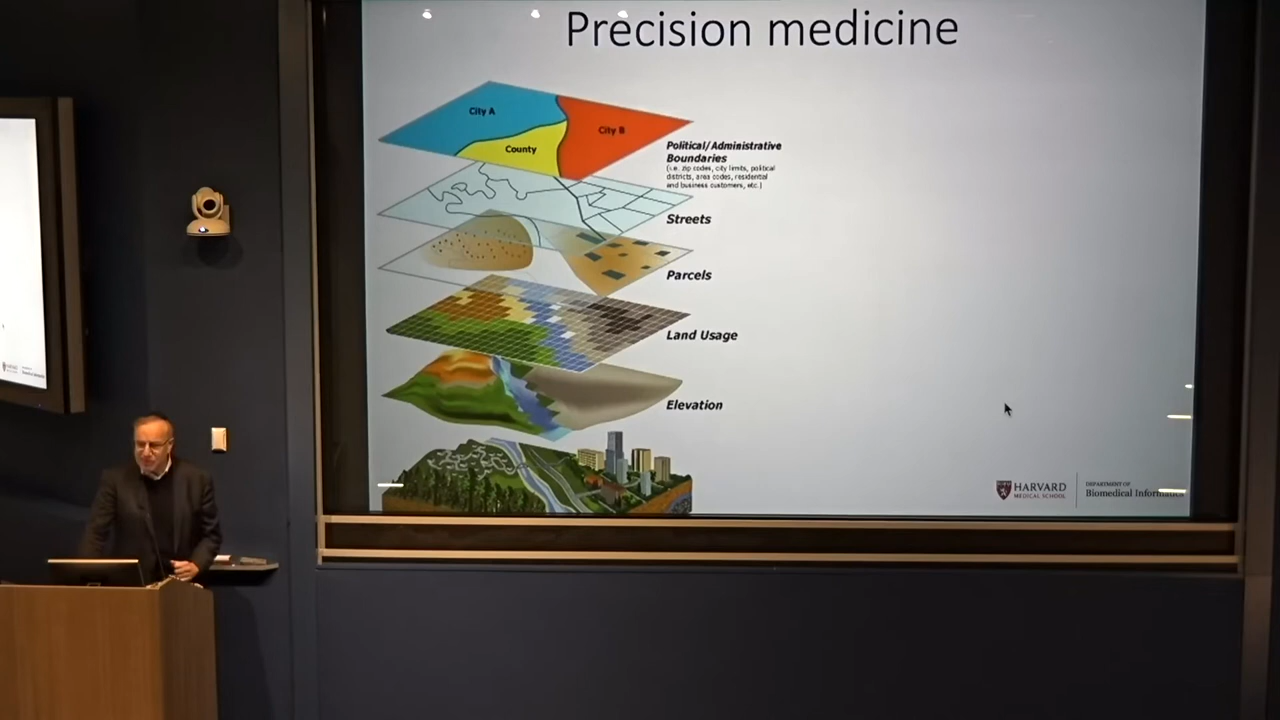 Precision medicine
City A
City B
County
Political/Administrative
Boundaries
(i.e. zip codes, city limits, political
districts, area codes, residential
and business customers, etc.)
Streets
Parcels
Land Usage
Elevation
HARVARD
MEDICAL SCHOOL
DEPARTMENT OF
Biomedical Informatics